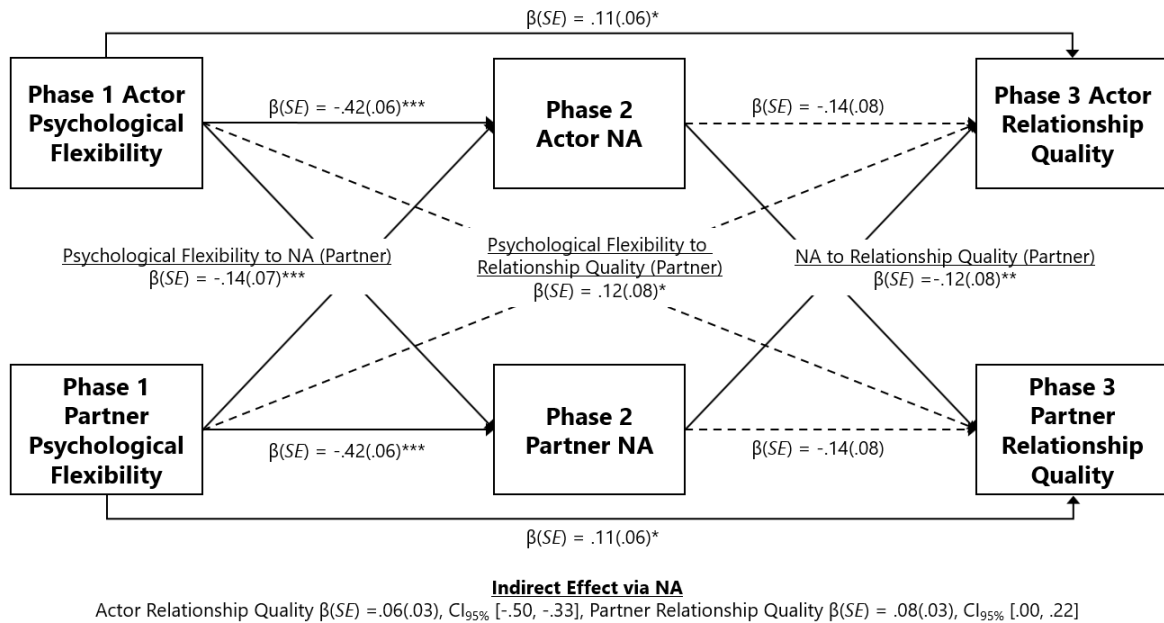 β(SE) = .11(.06)*
Phase 1 Actor
Psychological
Flexibility
β(SE) = -.42(.06)***
Phase 2
Actor NA
β(SE) = -.14(.08)
Phase 3 Actor
Relationship
Quality
Psychological Flexibility to NA (Partner)
β(SE) = -.14(.07)***
Psychological Flexibility to
Relationship Quality (Partner)
β(SE) = .12(.08)*
NA to Relationship Quality (Partner)
β(SE) =-.12(.08)**
Phase 1
Partner
Psychological
Flexibility
β(SE) = -.42(.06)***
Phase 2
Partner NA
β(SE) = -.14(.08)
Phase 3
Partner
Relationship
Quality
β(SE) = .11(.06)*
Indirect Effect via NA
Actor Relationship Quality β(SE) =.06(.03), CI95% [-.50, -.33], Partner Relationship Quality β(SE) = .08(.03), CI95% [.00, .22]